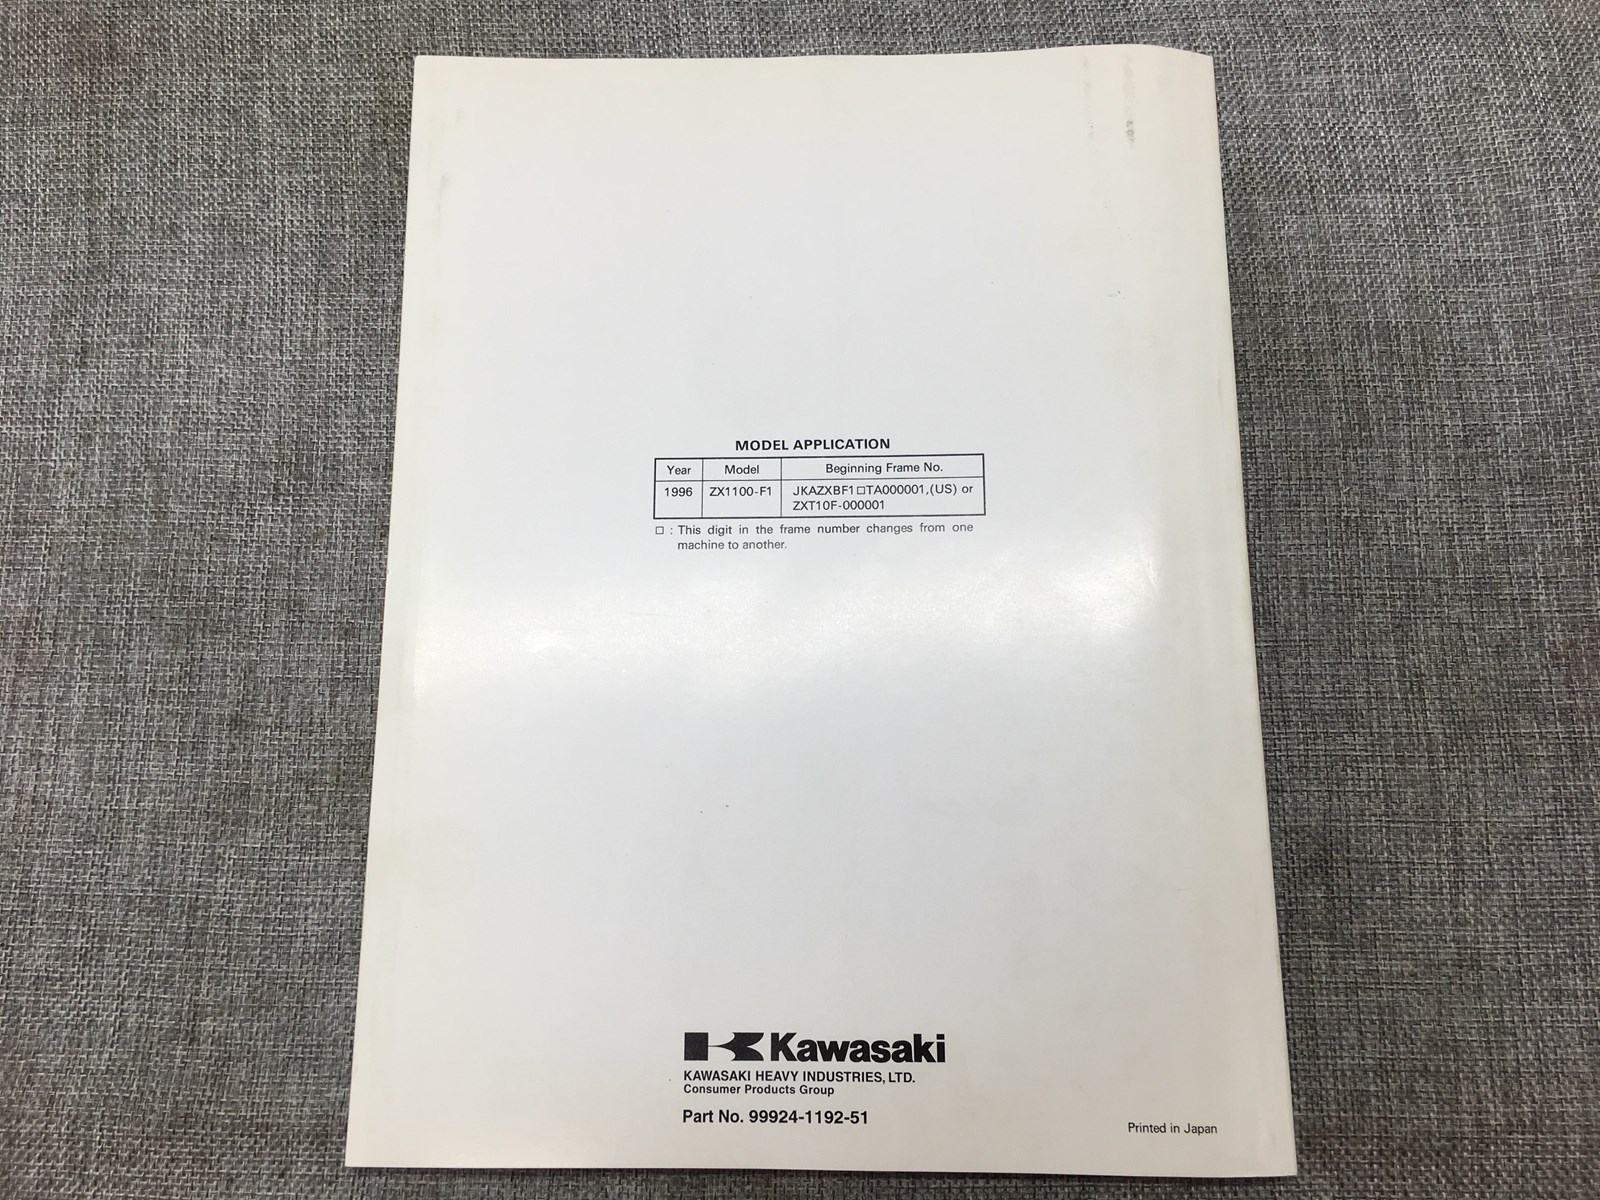 MODEL APPLICATION
Year Model Beginning Frame No.
1996 ZX1100-F1 JKAZXBF1□TA000001,(US) or
ZXT10F-000001
□ : This digit in the frame number changes from one
machine to another.
Kawasaki
KAWASAKI HEAVY INDUSTRIES, LTD.
Consumer Products Group
Part No. 99924-1192-51
Printed in Japan